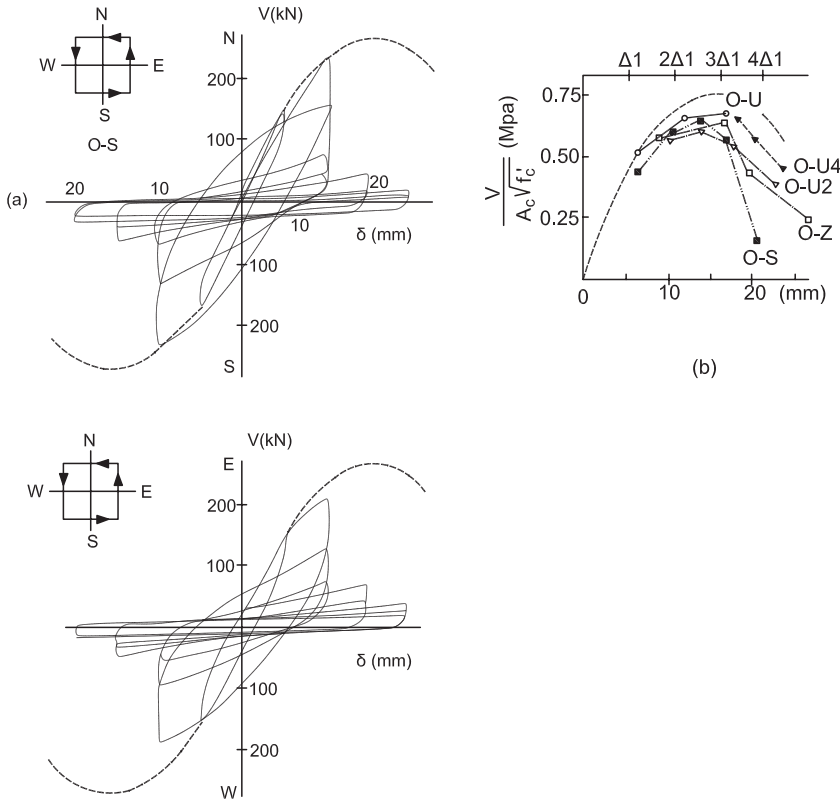 N
W E
S
O-S
(a)
V(kN)
N
200
100
20 10
20
10
δ (mm)
100
200
S
Δ1 2Δ1 3Δ1 4Δ1
V / A_c√f_c' (Mpa)
0.75
0.50
0.25
0 10 20 (mm)
O-U
O-U4
O-U2
O-Z
O-S
(b)
N
W E
S
V(kN)
E
200
100
δ (mm)
100
200
W